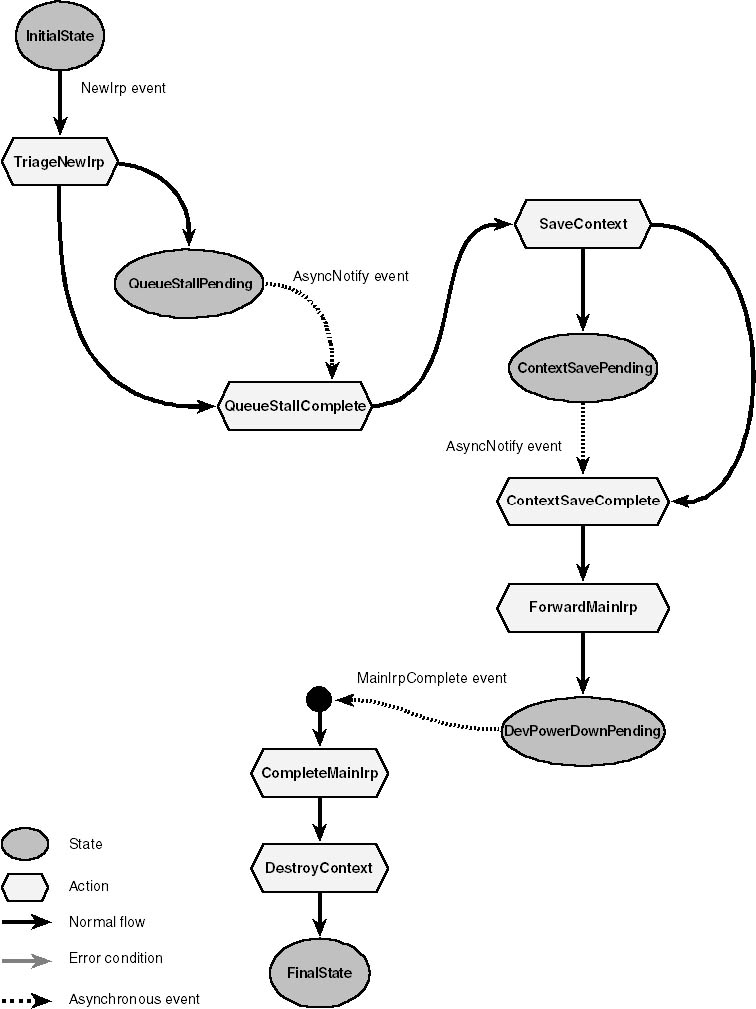 InitialState
NewIrp event
TriageNewIrp
SaveContext
QueueStallPending
AsyncNotify event
ContextSavePending
QueueStallComplete
AsyncNotify event
ContextSaveComplete
ForwardMainIrp
MainIrpComplete event
DevPowerDownPending
CompleteMainIrp
State
DestroyContext
Action
Normal flow
Error condition
FinalState
Asynchronous event